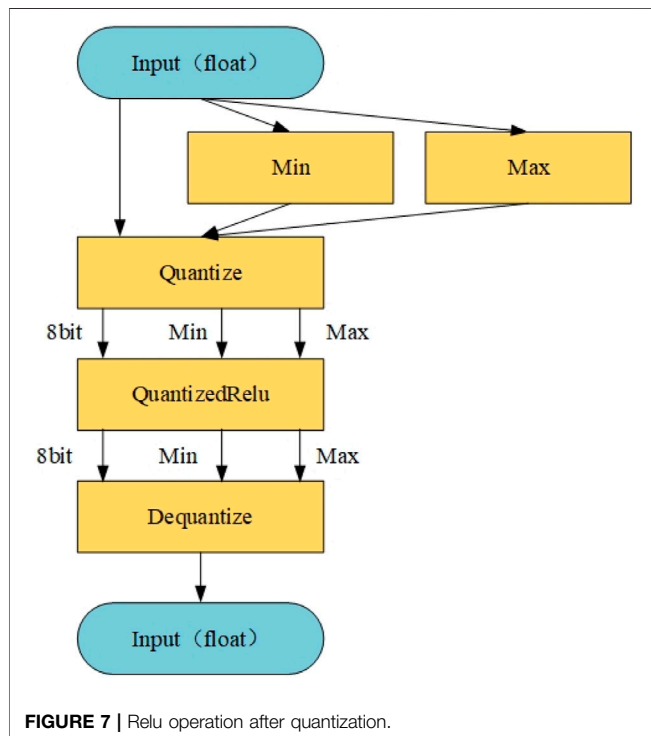 Input（float）
Min
Max
Quantize
8bit Min Max
QuantizedRelu
8bit Min Max
Dequantize
Input（float）
FIGURE 7 | Relu operation after quantization.